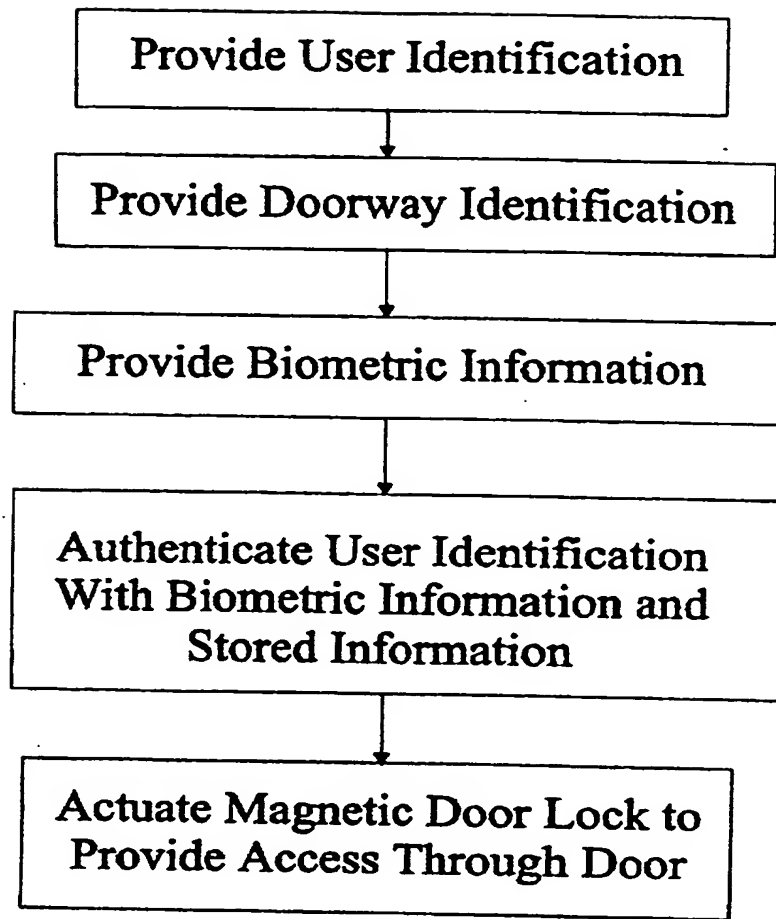 Provide User Identification
Provide Doorway Identification
Provide Biometric Information
Authenticate User Identification
With Biometric Information and
Stored Information
Actuate Magnetic Door Lock to
Provide Access Through Door